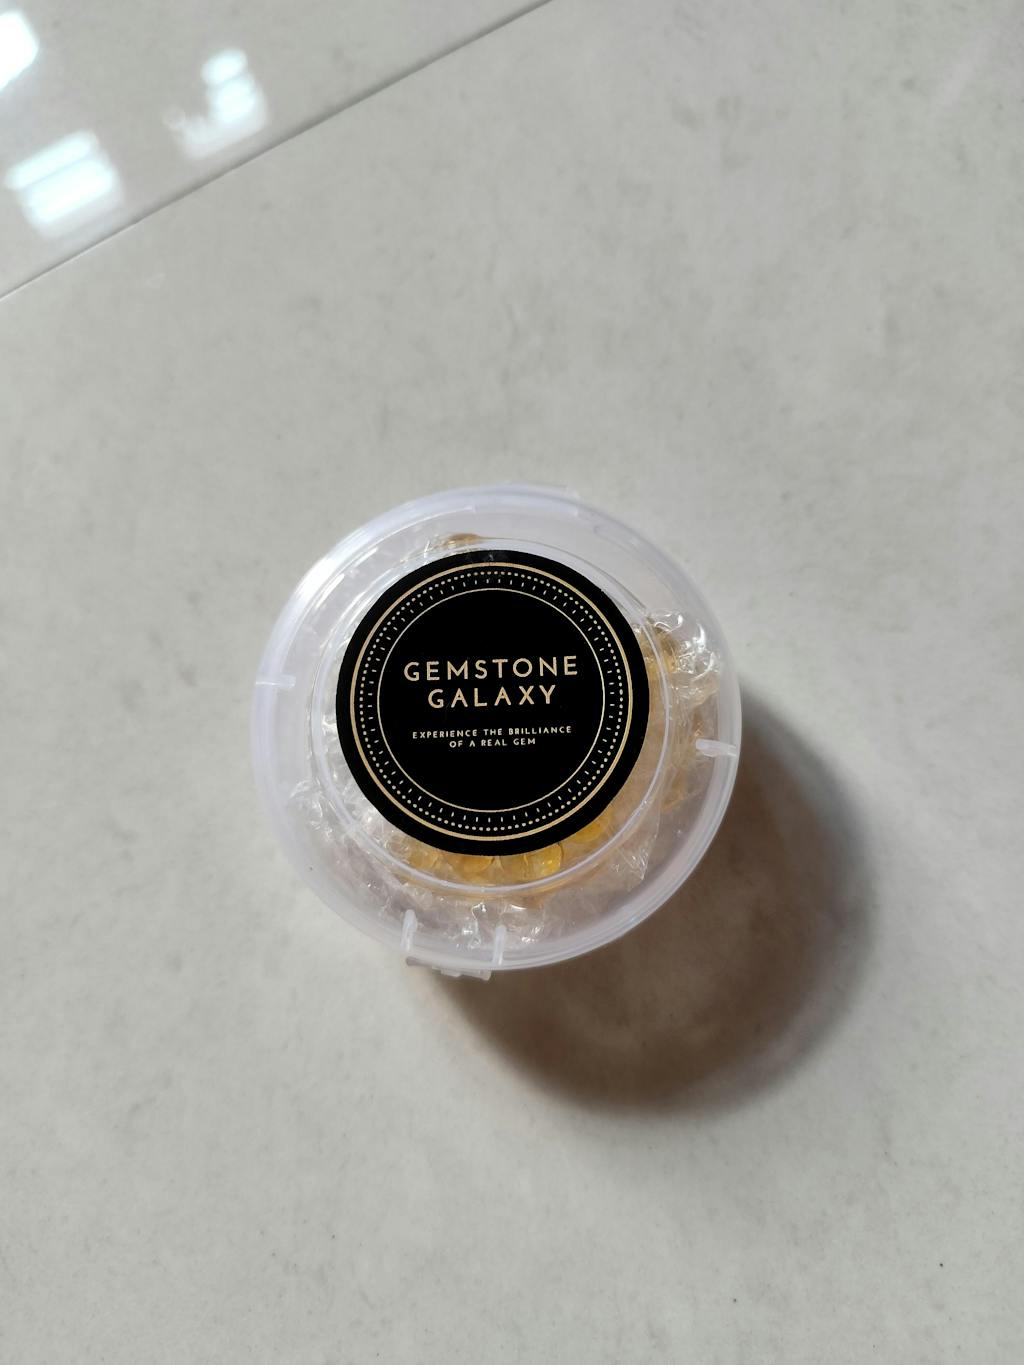 GEMSTONE
GALAXY
EXPERIENCE THE BRILLIANCE
OF A REAL GEM